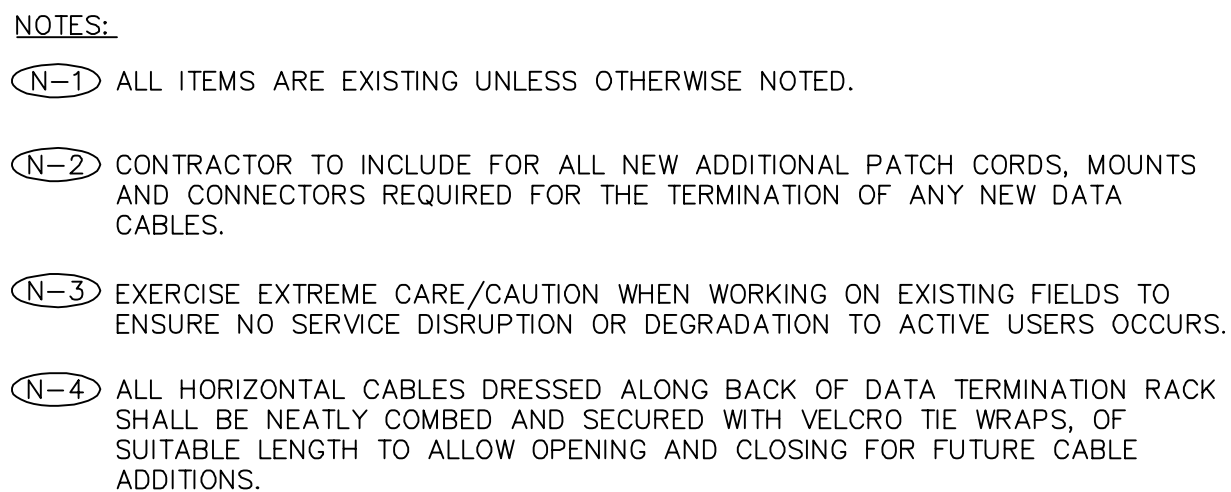 NOTES:
N-1 ALL ITEMS ARE EXISTING UNLESS OTHERWISE NOTED.
N-2 CONTRACTOR TO INCLUDE FOR ALL NEW ADDITIONAL PATCH CORDS, MOUNTS
AND CONNECTORS REQUIRED FOR THE TERMINATION OF ANY NEW DATA
CABLES.
N-3 EXERCISE EXTREME CARE/CAUTION WHEN WORKING ON EXISTING FIELDS TO
ENSURE NO SERVICE DISRUPTION OR DEGRADATION TO ACTIVE USERS OCCURS.
N-4 ALL HORIZONTAL CABLES DRESSED ALONG BACK OF DATA TERMINATION RACK
SHALL BE NEATLY COMBED AND SECURED WITH VELCRO TIE WRAPS, OF
SUITABLE LENGTH TO ALLOW OPENING AND CLOSING FOR FUTURE CABLE
ADDITIONS.